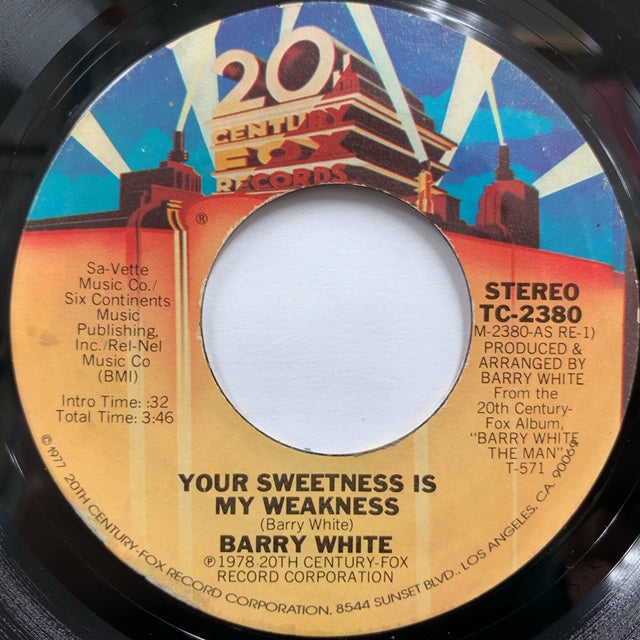 20th
CENTURY
FOX
RECORDS
®
Sa-Vette
Music Co./
Six Continents
Music
Publishing,
Inc./Rel-Nel
Music Co
(BMI)
Intro Time: :32
Total Time: 3:46
STEREO
TC-2380
M-2380-AS RE-1)
PRODUCED &
ARRANGED BY
BARRY WHITE
From the
20th Century-
Fox Album,
"BARRY WHITE
THE MAN"
T-571
YOUR SWEETNESS IS
MY WEAKNESS
(Barry White)
BARRY WHITE
℗ 1978 20TH CENTURY-FOX
RECORD CORPORATION
© 1977 20TH CENTURY-FOX RECORD CORPORATION, 8544 SUNSET BLVD., LOS ANGELES, CA. 90069